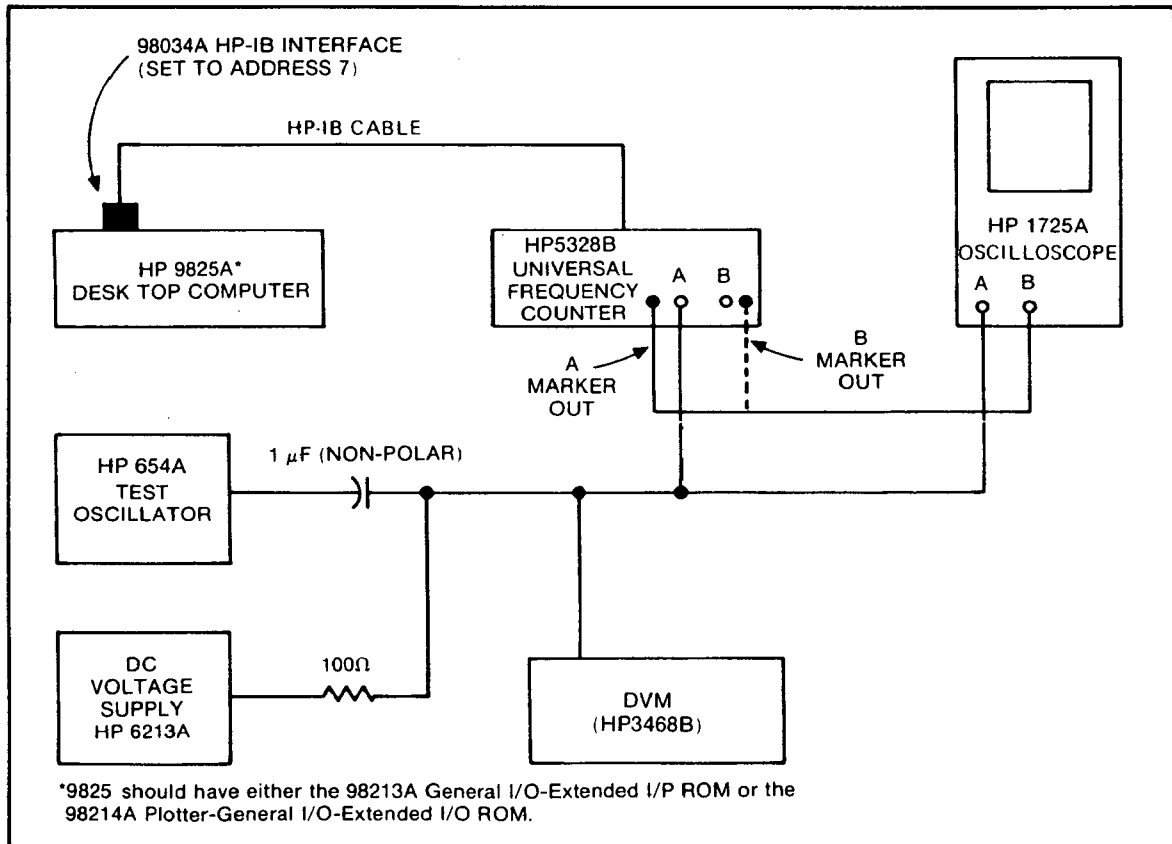 98034A HP-IB INTERFACE
(SET TO ADDRESS 7)
HP-IB CABLE
HP 9825A*
DESK TOP COMPUTER
HP5328B
UNIVERSAL
FREQUENCY
COUNTER
A
B
HP 1725A
OSCILLOSCOPE
A
B
A
MARKER
OUT
B
MARKER
OUT
HP 654A
TEST
OSCILLATOR
1 μF (NON-POLAR)
DC
VOLTAGE
SUPPLY
HP 6213A
100Ω
DVM
(HP3468B)
*9825 should have either the 98213A General I/O-Extended I/P ROM or the
98214A Plotter-General I/O-Extended I/O ROM.